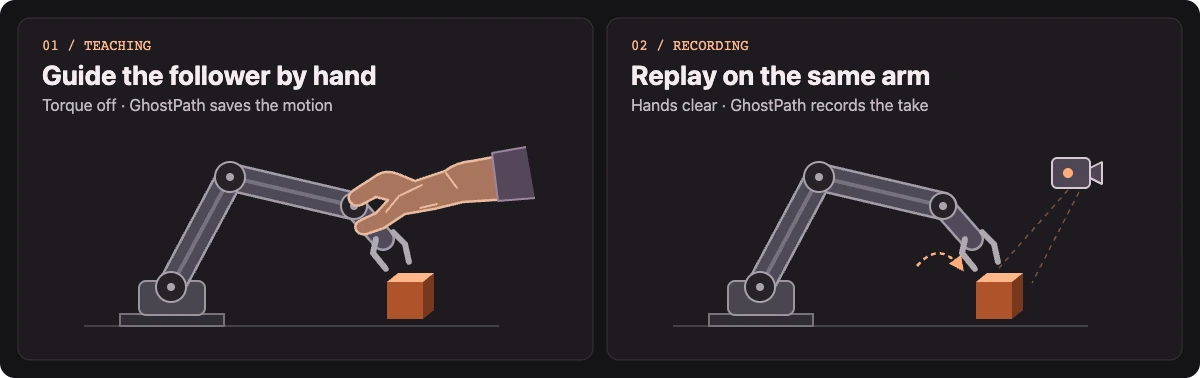 01 / TEACHING
Guide the follower by hand
Torque off · GhostPath saves the motion
02 / RECORDING
Replay on the same arm
Hands clear · GhostPath records the take